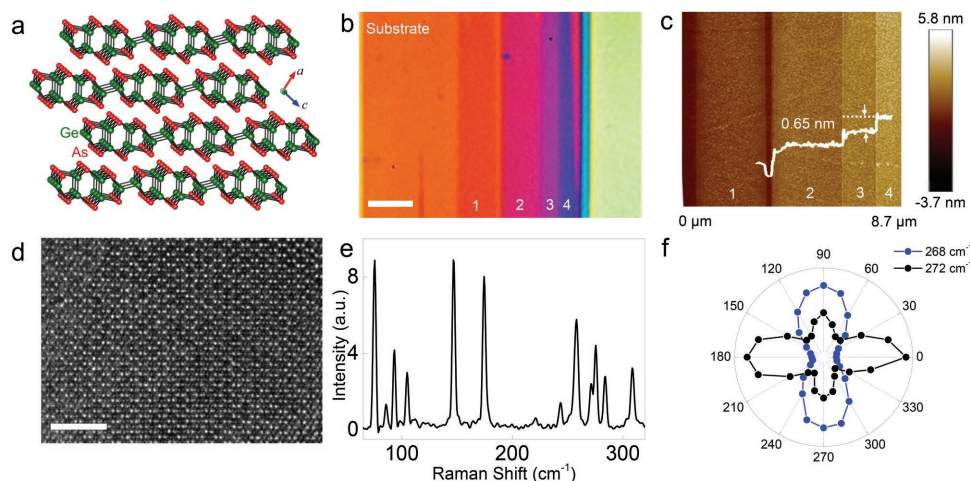 a
Ge
As
a
c
b
Substrate
1 2 3 4
c
0.65 nm
1 2 3 4
0 µm 8.7 µm
5.8 nm
-3.7 nm
d
e
Intensity (a.u.)
8
4
0
100 200 300
Raman Shift (cm⁻¹)
f
268 cm⁻¹
272 cm⁻¹
90
120 60
150 30
180 0
210 330
240 300
270